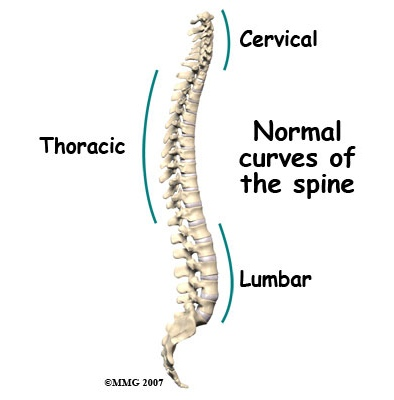 Cervical
Thoracic
Normal
curves of
the spine
Lumbar
©MMG 2007